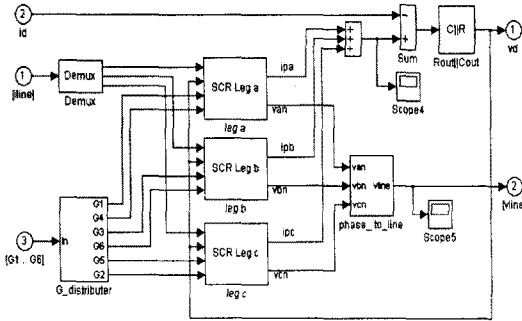 2
id
1
[iline]
Demux
Demux
SCR Leg a
leg a
ipa
van
SCR Leg b
leg b
ipb
vbn
SCR Leg c
leg c
ipc
vcn
3
[G1 .. G6]
In
G1
G4
G3
G6
G5
G2
G_distributer
+
+
+
Scope4
-
+
Sum
C||R
Rout||Cout
1
vd
van
vbn
vcn
vline
phase_to_line
Scope5
2
[vline]